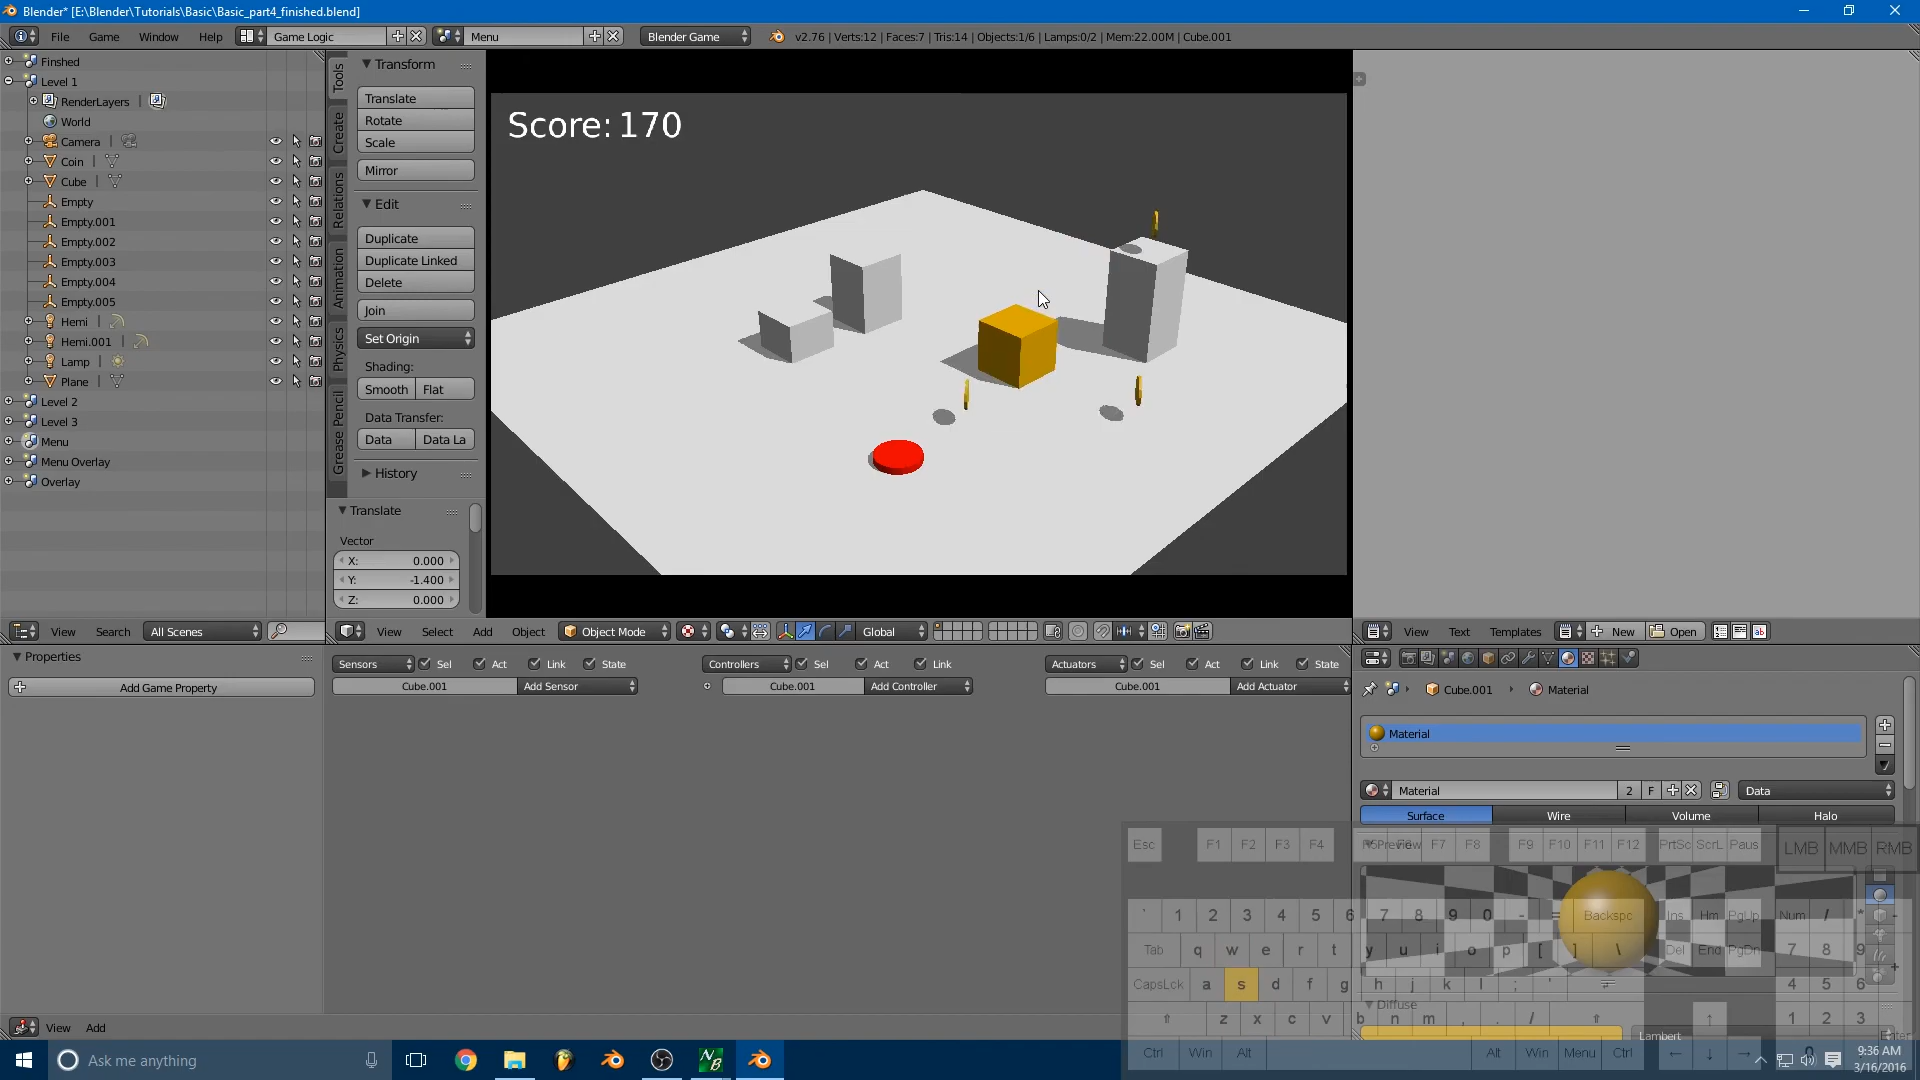 Blender* [E:\Blender\Tutorials\Basic\Basic_part4_finished.blend]
File Game Window Help Game Logic Menu Blender Game v2.76 | Verts:12 | Faces:7 | Tris:14 | Objects:1/6 | Lamps:0/2 | Mem:22.00M | Cube.001
Finshed
Level 1
RenderLayers |
World
Camera |
Coin |
Cube |
Empty
Empty.001
Empty.002
Empty.003
Empty.004
Empty.005
Hemi |
Hemi.001 |
Lamp |
Plane |
Level 2
Level 3
Menu
Menu Overlay
Overlay
View Search All Scenes
Tools
Create
Relations
Animation
Physics
Grease Pencil
Transform
Translate
Rotate
Scale
Mirror
Edit
Duplicate
Duplicate Linked
Delete
Join
Set Origin
Shading:
Smooth Flat
Data Transfer:
Data Data La
History
Translate
Vector
X: 0.000
Y: -1.400
Z: 0.000
Score: 170
View Select Add Object Object Mode Global
View Text Templates New Open
Properties
Add Game Property
Sensors Sel Act Link State Controllers Sel Act Link Actuators Sel Act Link State
Cube.001 Add Sensor Cube.001 Add Controller Cube.001 Add Actuator
View Add
Cube.001 Material
Material
Material 2 F Data
Surface Wire Volume Halo
Preview
Diffuse
Lambert
Esc F1 F2 F3 F4 F7 F8 F9 F10 F11 F12 PrtSc ScrL Paus LMB MMB RMB
` 1 2 3 4 5 6 7 8 9 0 - = Backspc Ins Hm PgUp Num / * -
Tab q w e r t y u i o p [ ] \ Del End PgDn 7 8 9 +
CapsLck a s d f g h j k l ; ' 4 5 6
⇧ z x c v b n m , . / ⇧ ↑ 1 2 3 Enter
Ctrl Win Alt Alt Win Menu Ctrl ← ↓ → 0
Ask me anything
9:36 AM
3/16/2016